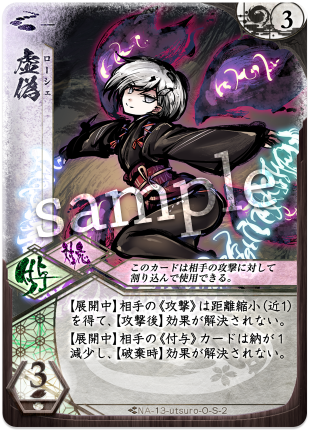 3
虚偽
ローシェ
sample
付与
対応
このカードは相手の攻撃に対して
割り込んで使用できる。
【展開中】相手の《攻撃》は距離縮小(近1)
を得て、【攻撃後】効果が解決されない。
【展開中】相手の《付与》カードは納が1
減少し、【破棄時】効果が解決されない。
3
NA-13-utsuro-O-S-2